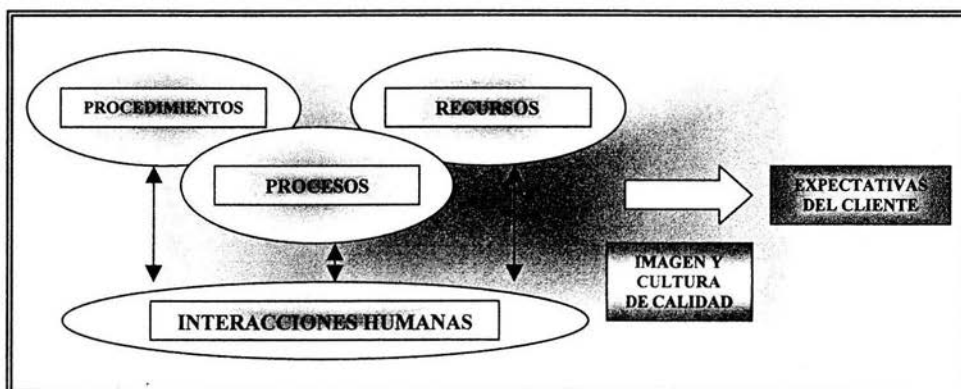 PROCEDIMIENTOS
RECURSOS
PROCESOS
EXPECTATIVAS
DEL CLIENTE
IMAGEN Y
CULTURA
DE CALIDAD
INTERACCIONES HUMANAS